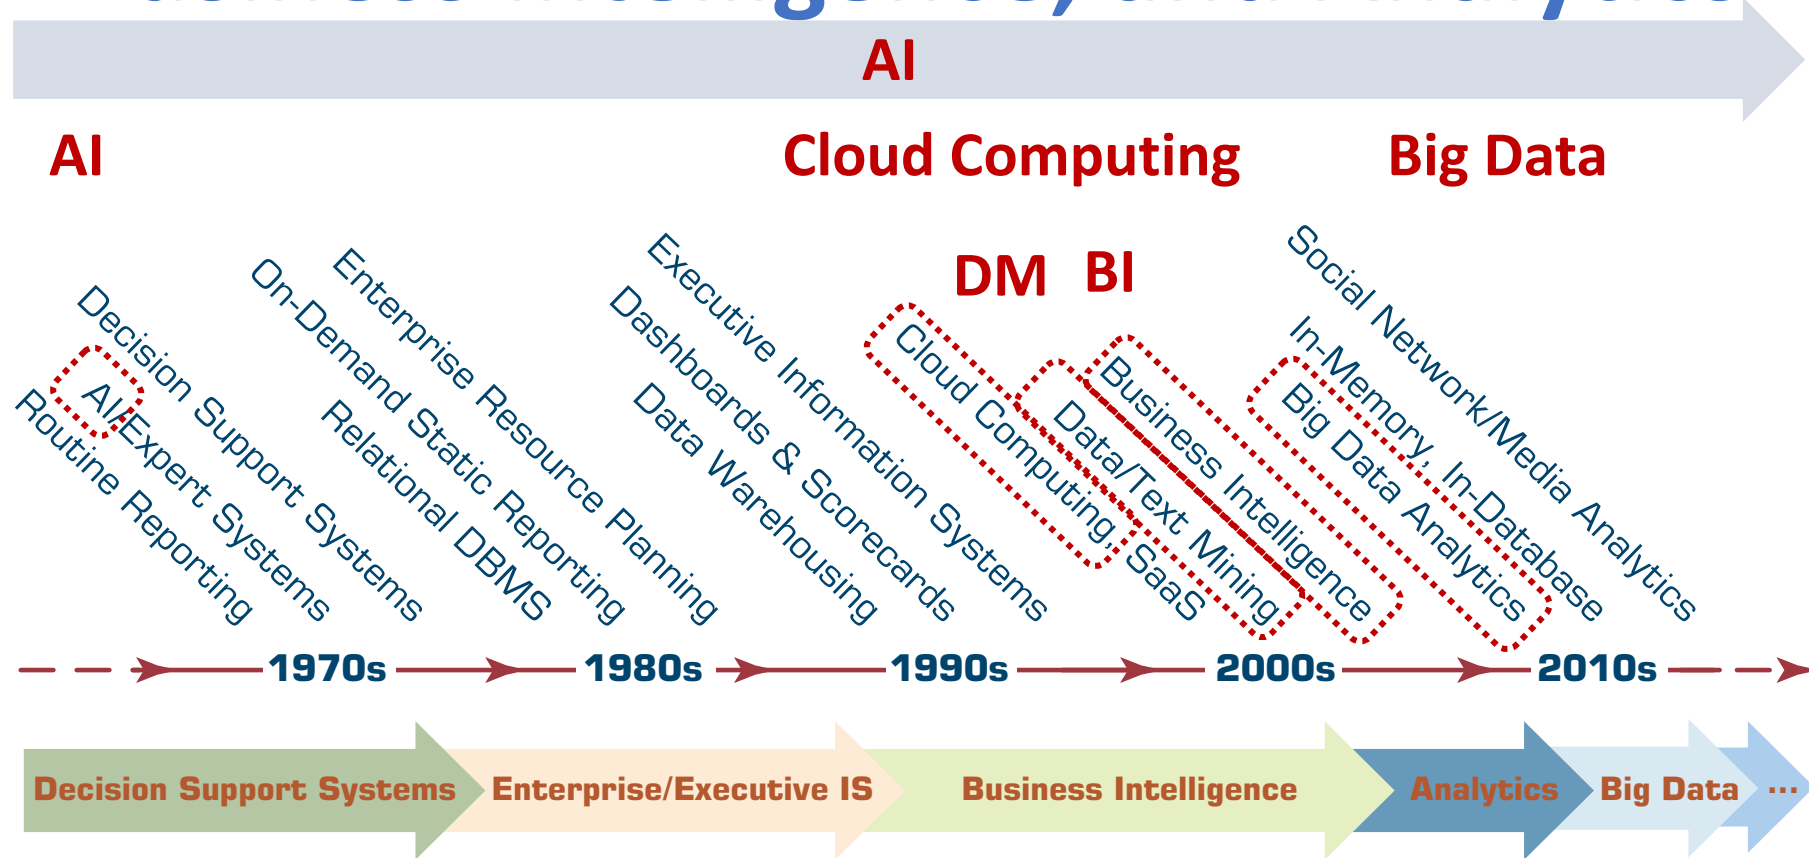 AI
AI
Cloud Computing
Big Data
DM
BI
Routine Reporting
AI/Expert Systems
Decision Support Systems
Relational DBMS
On-Demand Static Reporting
Enterprise Resource Planning
Data Warehousing
Dashboards & Scorecards
Executive Information Systems
Cloud Computing, SaaS
Data/Text Mining
Business Intelligence
Big Data Analytics
In-Memory, In-Database
Social Network/Media Analytics
1970s
1980s
1990s
2000s
2010s
Decision Support Systems
Enterprise/Executive IS
Business Intelligence
Analytics
Big Data
...